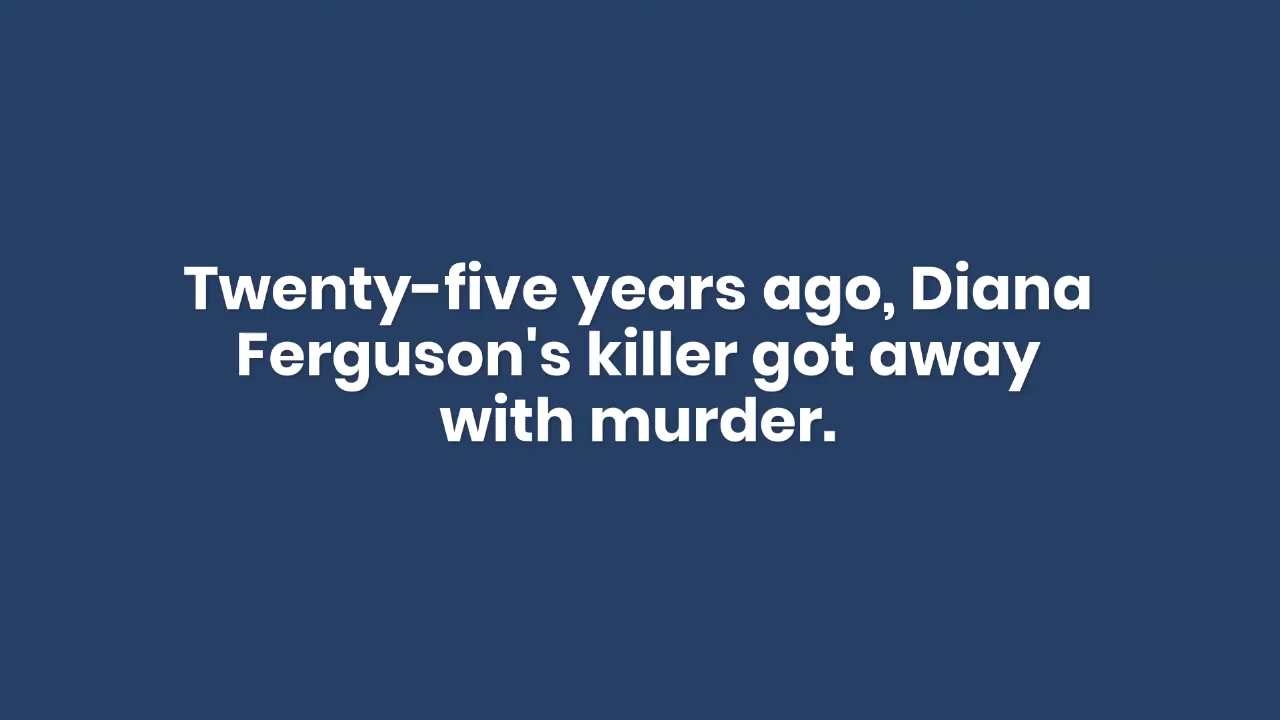 Twenty-five years ago, Diana
Ferguson's killer got away
with murder.